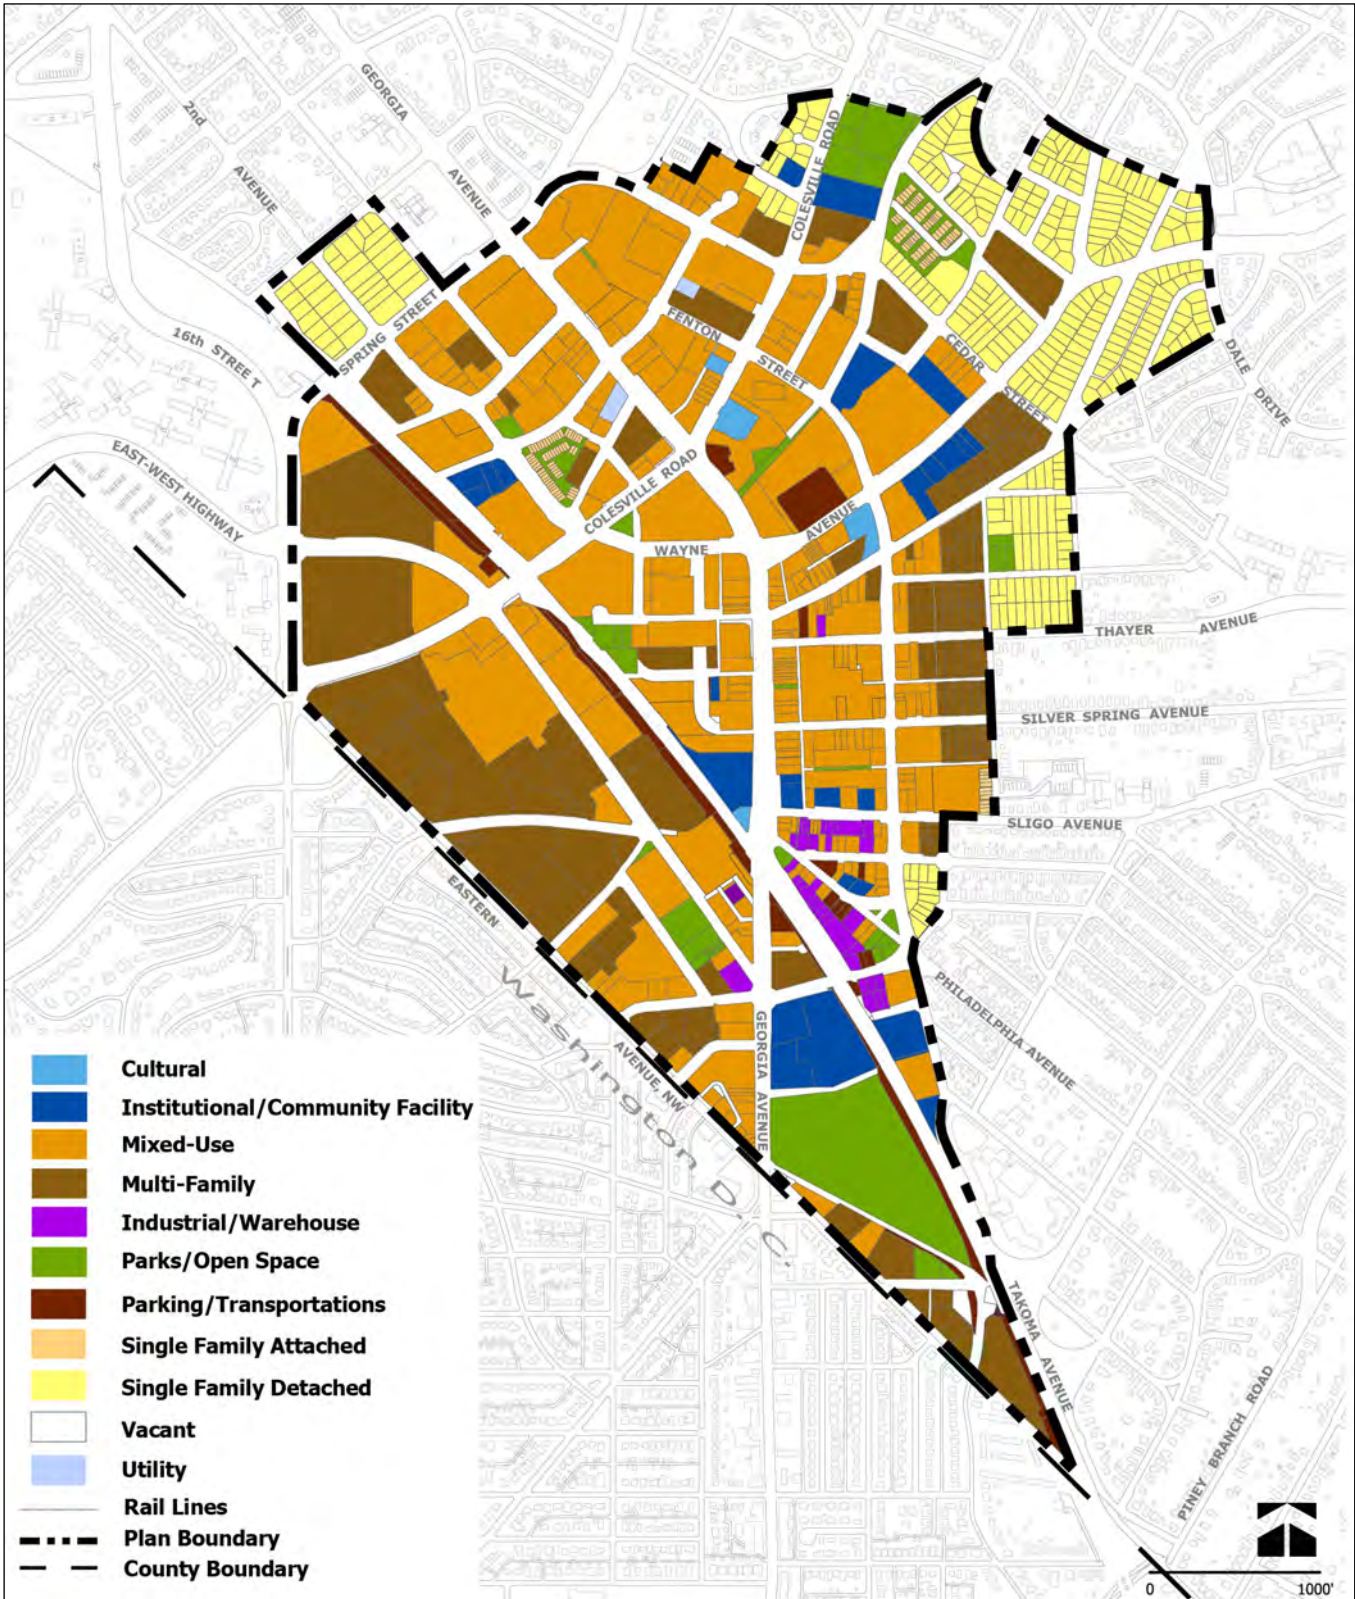 GEORGIA
AVENUE
2nd
AVENUE
COLESVILLE ROAD
16th STREET
SPRING STREET
EAST-WEST HIGHWAY
FENTON
STREET
CEDAR
STREET
DALE DRIVE
COLESVILLE ROAD
WAYNE
AVENUE
THAYER AVENUE
SILVER SPRING AVENUE
SLIGO AVENUE
EASTERN
AVENUE, NW
Washington D.C.
GEORGIA AVENUE
PHILADELPHIA AVENUE
TAKOMA AVENUE
PINEY BRANCH ROAD
Cultural
Institutional/Community Facility
Mixed-Use
Multi-Family
Industrial/Warehouse
Parks/Open Space
Parking/Transportations
Single Family Attached
Single Family Detached
Vacant
Utility
Rail Lines
Plan Boundary
County Boundary
0 1000'